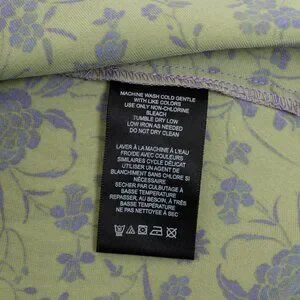 MACHINE WASH COLD GENTLE
WITH LIKE COLORS
USE ONLY NON-CHLORINE
BLEACH
TUMBLE DRY LOW
LOW IRON AS NEEDED
DO NOT DRY CLEAN
LAVER À LA MACHINE À L'EAU
FROIDE AVEC COULEURS
SIMILAIRES CYCLE DÉLICAT
UTILISER UN AGENT DE
BLANCHIMENT SANS CHLORE SI
NÉCESSAIRE
SÉCHER PAR CULBUTAGE À
BASSE TEMPÉRATURE
REPASSER, AU BESOIN, À
BASSE TEMPÉRATURE
NE PAS NETTOYER À SEC